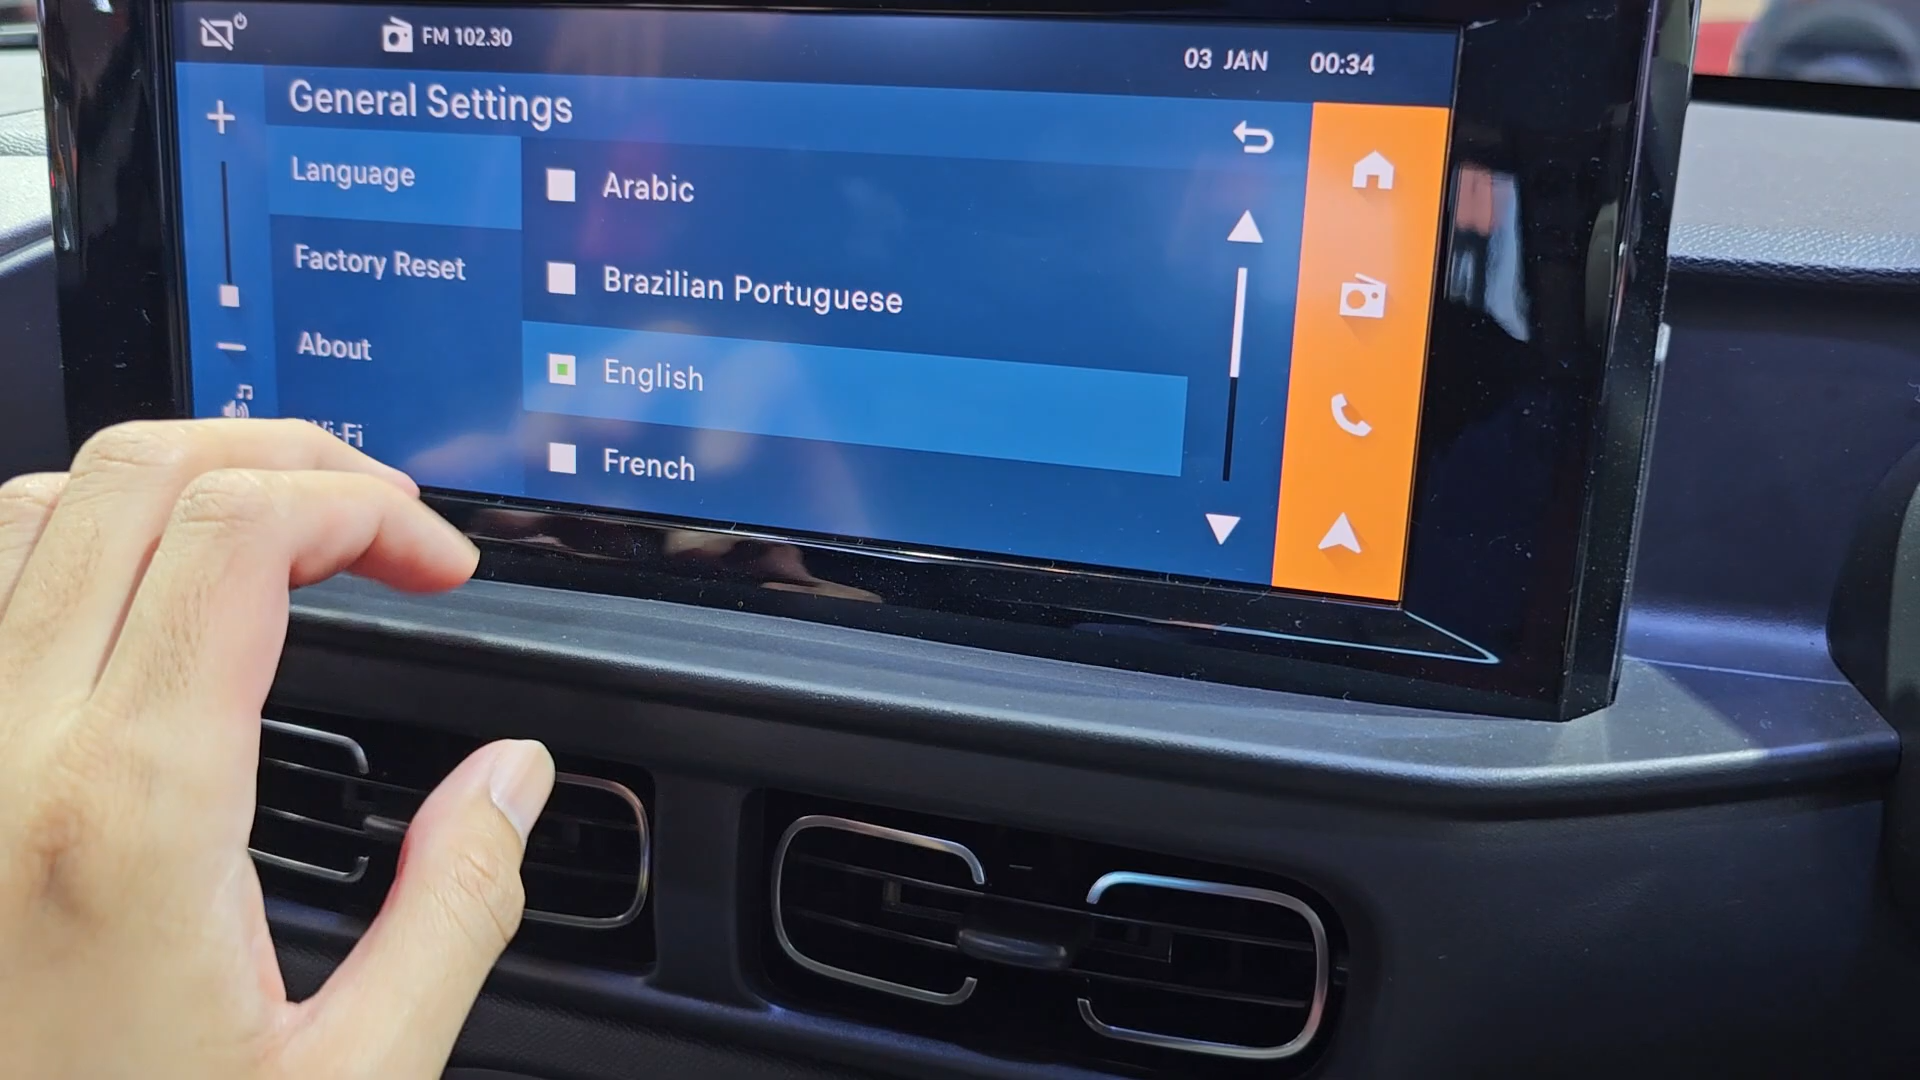 FM 102.30
03 JAN 00:34
General Settings
Language
Factory Reset
About
Wi-Fi
Arabic
Brazilian Portuguese
English
French